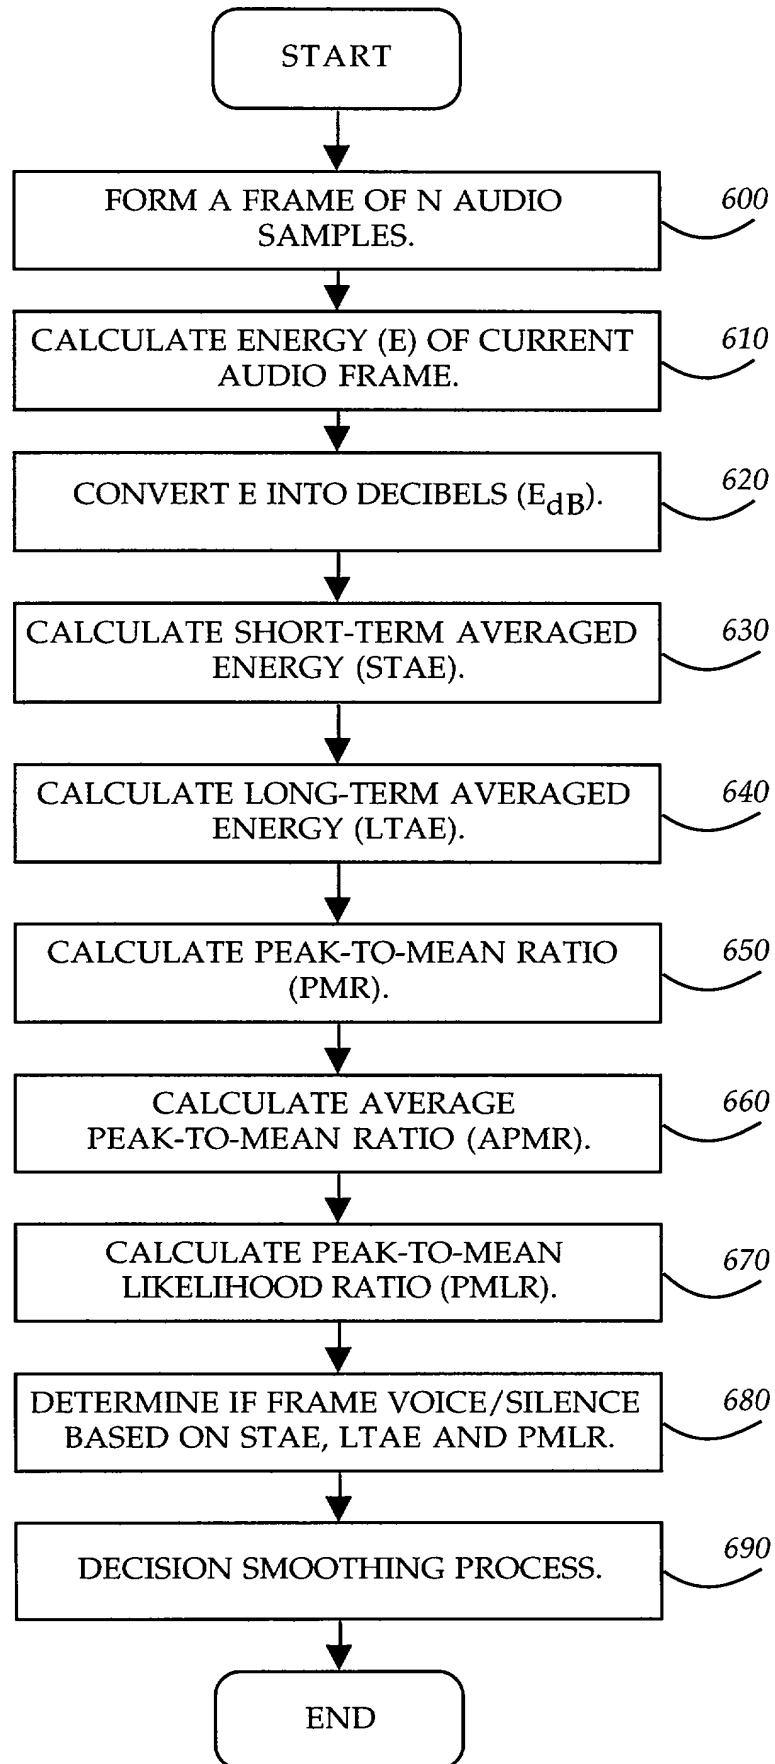 START
FORM A FRAME OF N AUDIO
SAMPLES.
600
CALCULATE ENERGY (E) OF CURRENT
AUDIO FRAME.
610
CONVERT E INTO DECIBELS (EdB).
620
CALCULATE SHORT-TERM AVERAGED
ENERGY (STAE).
630
CALCULATE LONG-TERM AVERAGED
ENERGY (LTAE).
640
CALCULATE PEAK-TO-MEAN RATIO
(PMR).
650
CALCULATE AVERAGE
PEAK-TO-MEAN RATIO (APMR).
660
CALCULATE PEAK-TO-MEAN
LIKELIHOOD RATIO (PMLR).
670
DETERMINE IF FRAME VOICE/SILENCE
BASED ON STAE, LTAE AND PMLR.
680
DECISION SMOOTHING PROCESS.
690
END